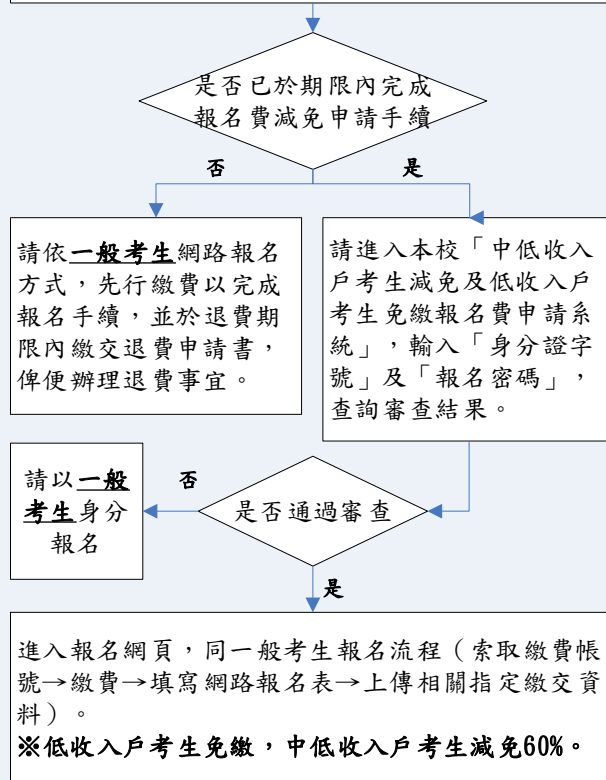 是否已於期限內完成
報名費減免申請手續
否
是
請依一般考生網路報名
方式，先行繳費以完成
報名手續，並於退費期
限內繳交退費申請書，
俾便辦理退費事宜。
請進入本校「中低收入
戶考生減免及低收入戶
考生免繳報名費申請系
統」，輸入「身分證字
號」及「報名密碼」，
查詢審查結果。
請以一般
考生身分
報名
否
是否通過審查
是
進入報名網頁，同一般考生報名流程（索取繳費帳
號→繳費→填寫網路報名表→上傳相關指定繳交資
料）。
※低收入戶考生免繳，中低收入戶考生減免60%。